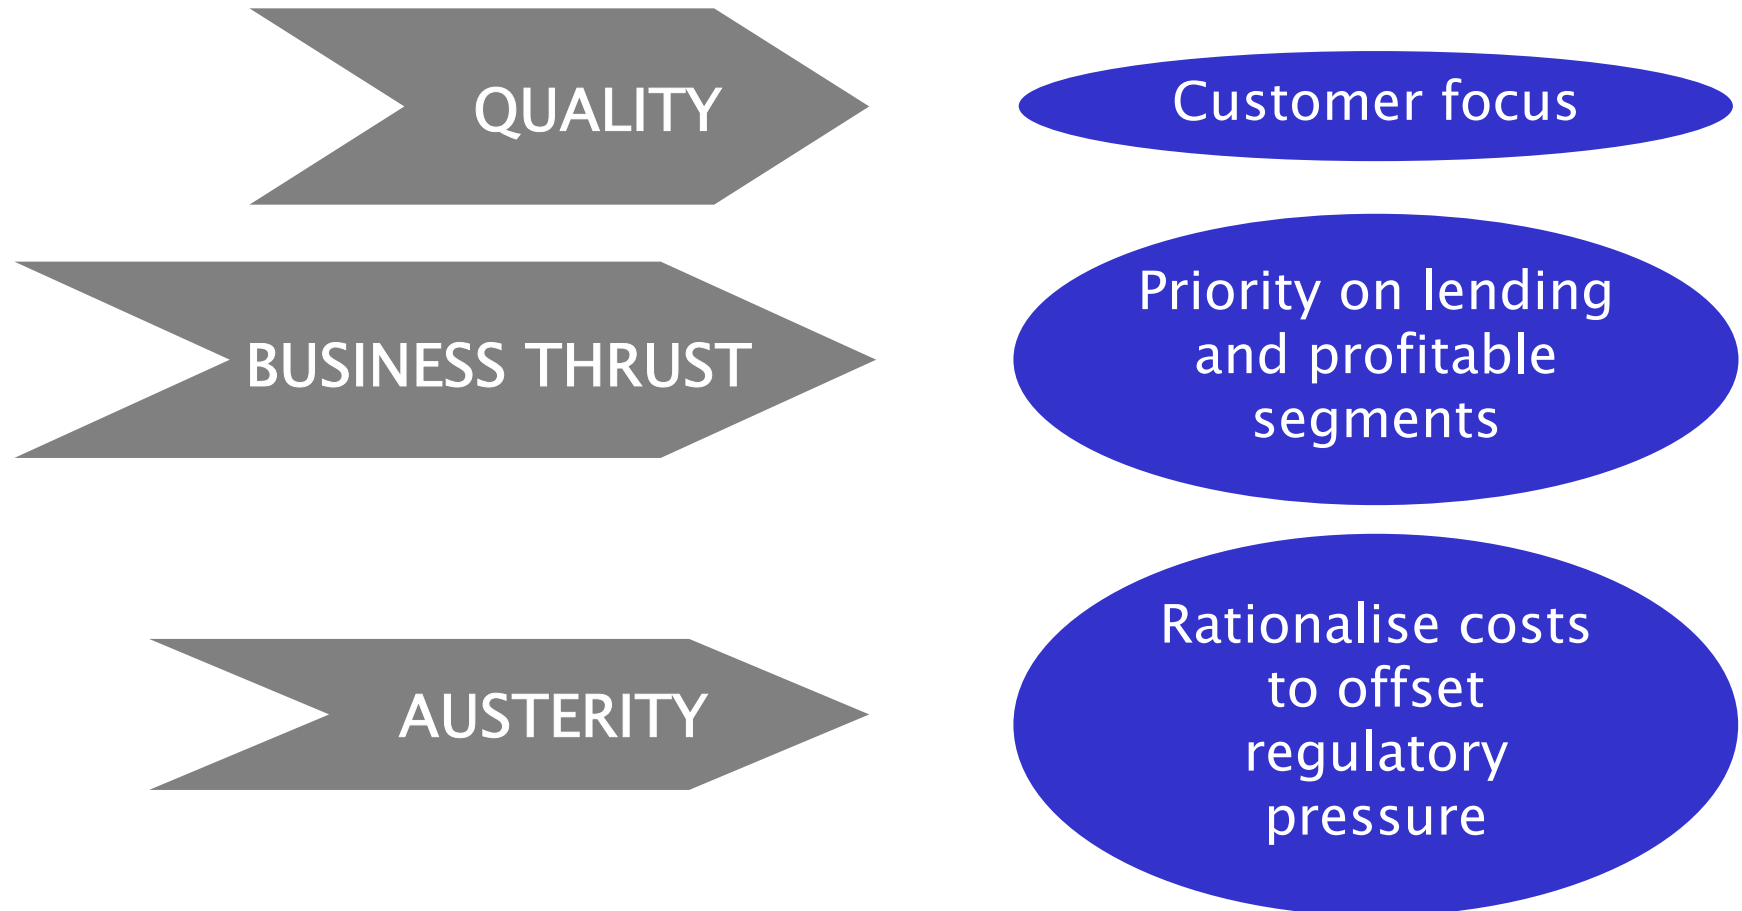 QUALITY
Customer focus
BUSINESS THRUST
Priority on lending
and profitable
segments
AUSTERITY
Rationalise costs
to offset
regulatory
pressure